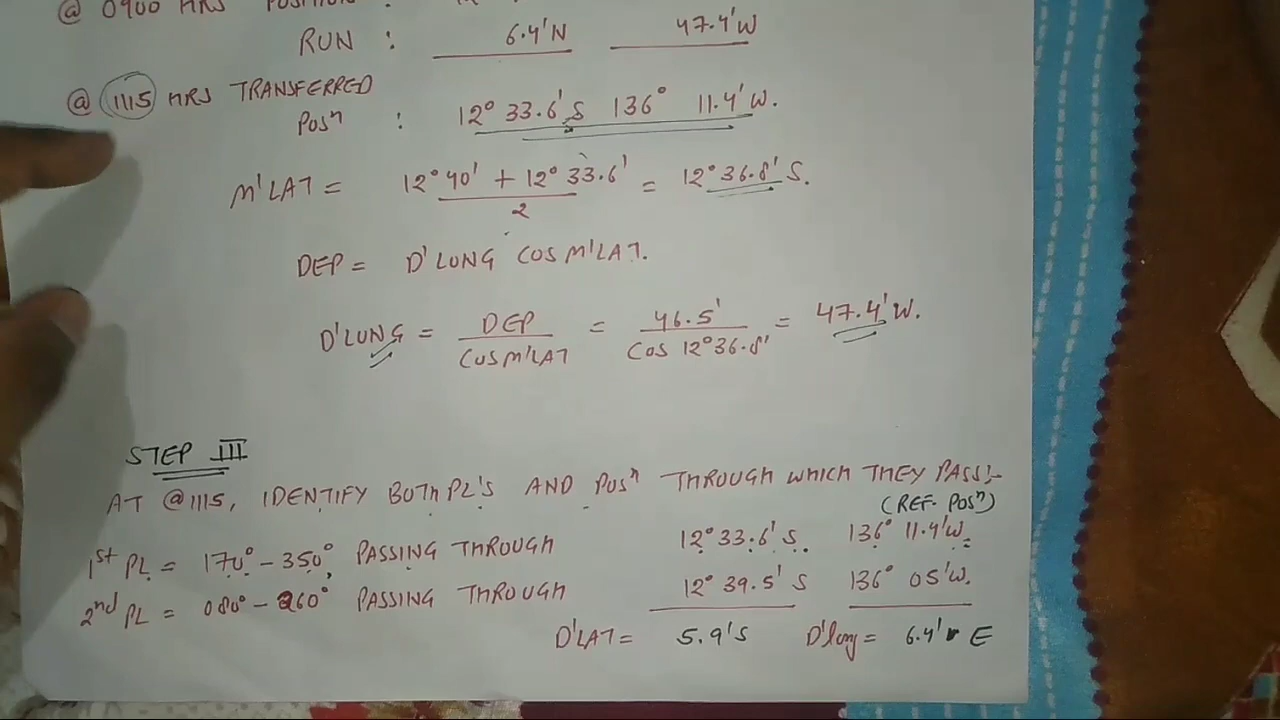 @ 0900 HRS POSITION :
RUN : 6.4'N 47.4'W
@ 1115 HRS TRANSFERRED
POSⁿ : 12° 33.6' S 136° 11.4' W.
M'LAT = 12° 40' + 12° 33.6' / 2 = 12° 36.8' S.
DEP = D'LONG COS M'LAT.
D'LONG = DEP / COS M'LAT = 46.5' / COS 12° 36.8' = 47.4' W.
STEP III
AT @ 1115, IDENTIFY BOTH PL'S AND POSⁿ THROUGH WHICH THEY PASS:-
(REF. POSⁿ)
1st PL = 170° - 350°, PASSING THROUGH 12° 33.6' S. 136° 11.4' W.
2nd PL = 080° - 260° PASSING THROUGH 12° 39.5' S 136° 05' W.
D'LAT = 5.9' S D'long = 6.4' E